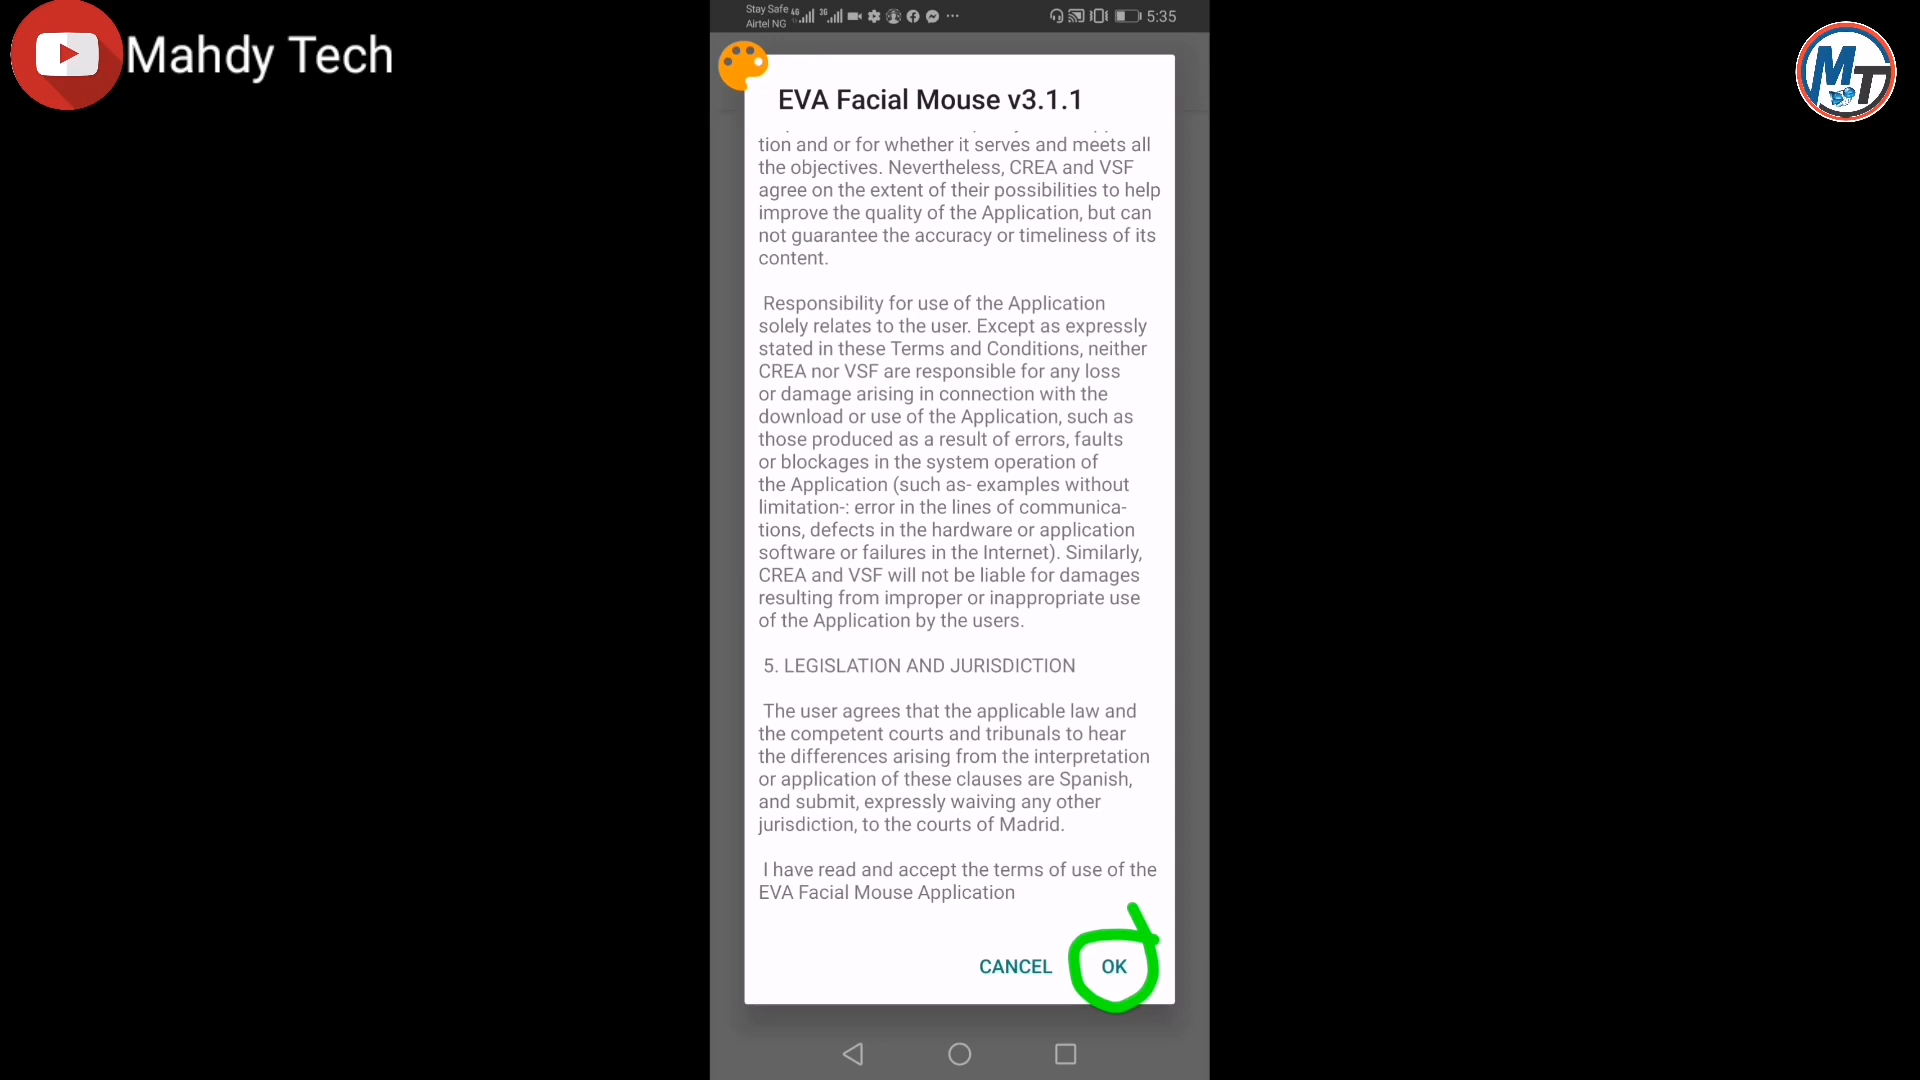 Mahdy Tech
Stay Safe
Airtel NG
4G
3G
5:35
MT
EVA Facial Mouse v3.1.1
tion and or for whether it serves and meets all
the objectives. Nevertheless, CREA and VSF
agree on the extent of their possibilities to help
improve the quality of the Application, but can
not guarantee the accuracy or timeliness of its
content.
Responsibility for use of the Application
solely relates to the user. Except as expressly
stated in these Terms and Conditions, neither
CREA nor VSF are responsible for any loss
or damage arising in connection with the
download or use of the Application, such as
those produced as a result of errors, faults
or blockages in the system operation of
the Application (such as- examples without
limitation-: error in the lines of communica-
tions, defects in the hardware or application
software or failures in the Internet). Similarly,
CREA and VSF will not be liable for damages
resulting from improper or inappropriate use
of the Application by the users.
5. LEGISLATION AND JURISDICTION
The user agrees that the applicable law and
the competent courts and tribunals to hear
the differences arising from the interpretation
or application of these clauses are Spanish,
and submit, expressly waiving any other
jurisdiction, to the courts of Madrid.
I have read and accept the terms of use of the
EVA Facial Mouse Application
CANCEL OK